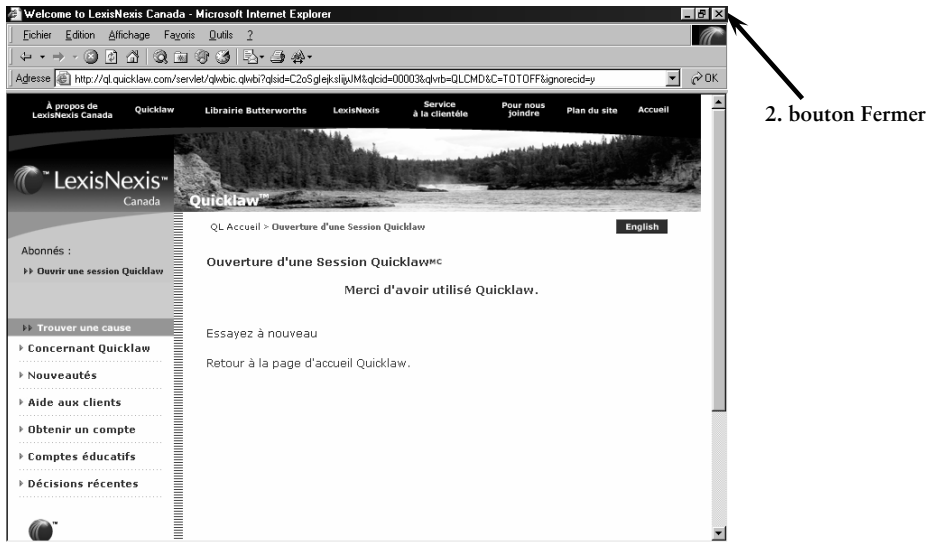 Welcome to LexisNexis Canada - Microsoft Internet Explorer
Fichier Edition Affichage Favoris Outils ?
Adresse http://ql.quicklaw.com/servlet/qlwbic.qlwbi?qlsid=C2oSglejkslijwJM&qlcid=00003&qlvrb=QLCMD&C=TOTOFF&ignorecid=y OK
2. bouton Fermer
À propos de LexisNexis Canada Quicklaw Librairie Butterworths LexisNexis Service à la clientèle Pour nous joindre Plan du site Accueil
LexisNexis™
Canada
Quicklaw™
QL Accueil > Ouverture d'une Session Quicklaw English
Abonnés :
Ouvrir une session Quicklaw
Ouverture d'une Session QuicklawMC
Merci d'avoir utilisé Quicklaw.
Trouver une cause
Essayez à nouveau
Concernant Quicklaw
Retour à la page d'accueil Quicklaw.
Nouveautés
Aide aux clients
Obtenir un compte
Comptes éducatifs
Décisions récentes